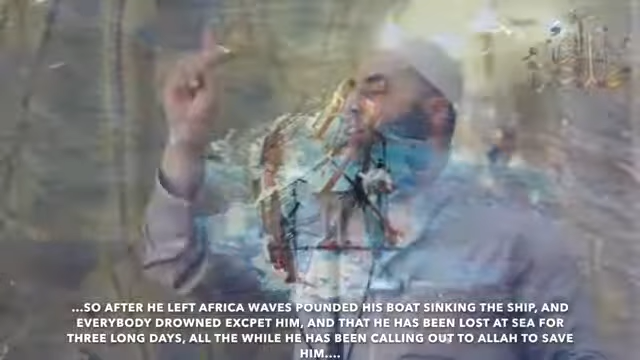 ...SO AFTER HE LEFT AFRICA WAVES POUNDED HIS BOAT SINKING THE SHIP, AND
EVERYBODY DROWNED EXCPET HIM, AND THAT HE HAS BEEN LOST AT SEA FOR
THREE LONG DAYS, ALL THE WHILE HE HAS BEEN CALLING OUT TO ALLAH TO SAVE
HIM....